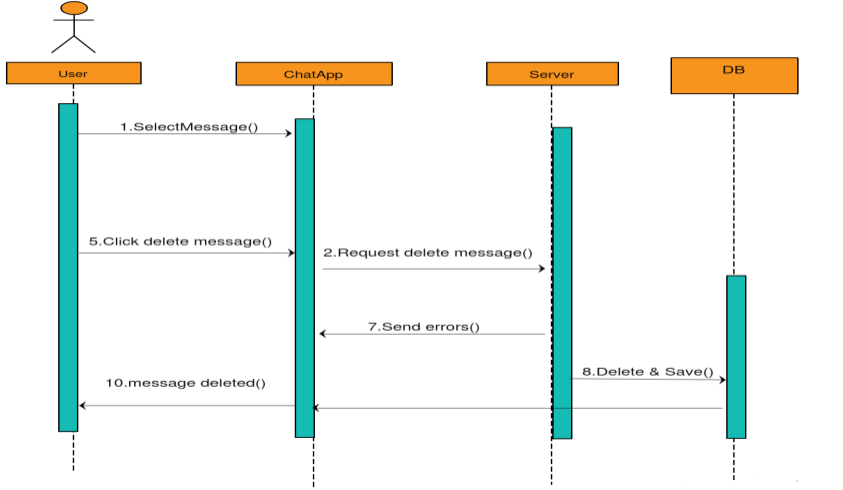 User
ChatApp
Server
DB
1.SelectMessage()
5.Click delete message()
2.Request delete message()
7.Send errors()
8.Delete & Save()
10.message deleted()